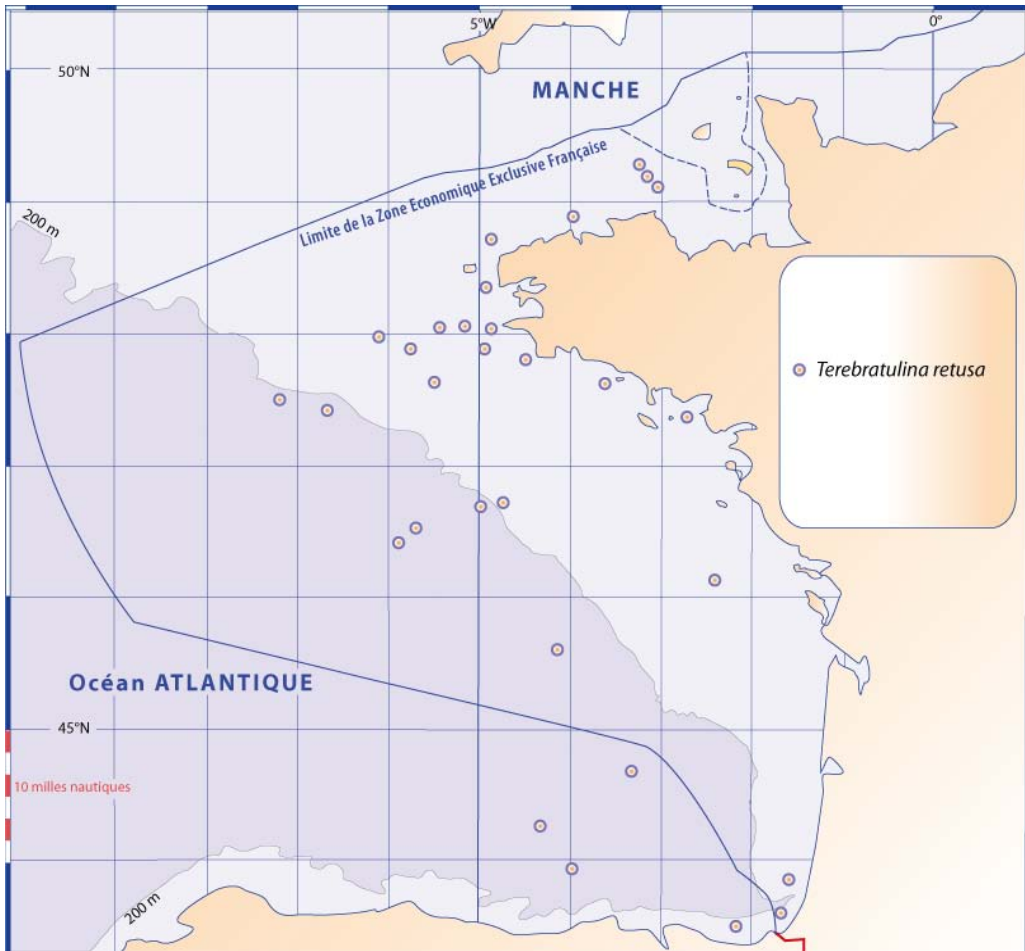 5°W
0°
50°N
MANCHE
Limite de la Zone Economique Exclusive Française
200 m
Terebratulina retusa
Océan ATLANTIQUE
45°N
10 milles nautiques
200 m